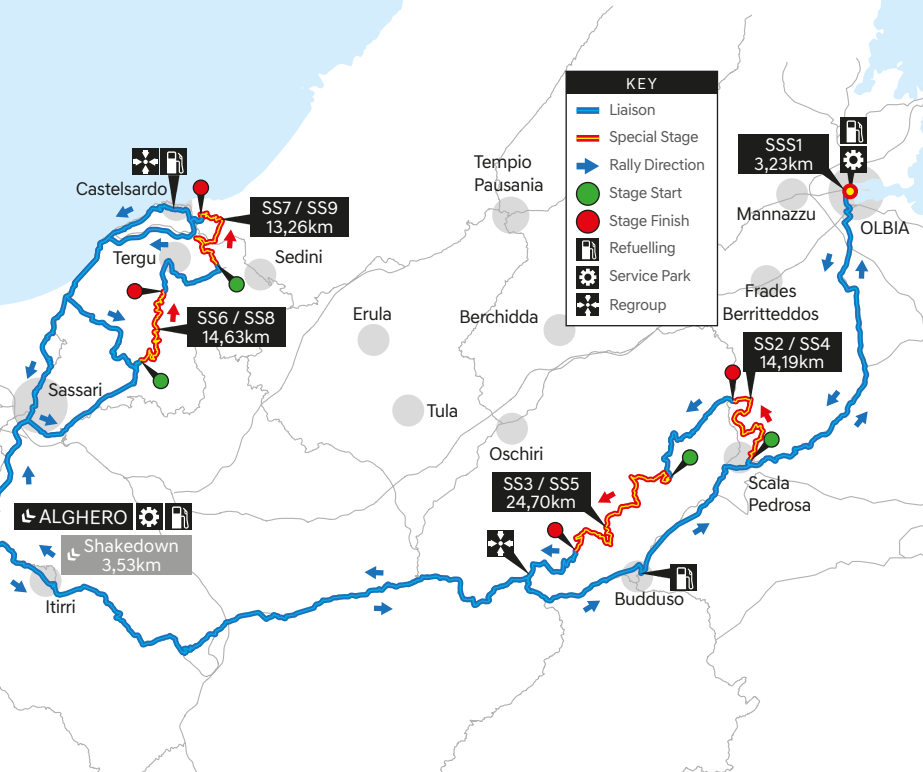 KEY
Liaison
Special Stage
Rally Direction
Stage Start
Stage Finish
Refuelling
Service Park
Regroup
SSS1
3,23km
Mannazzu
OLBIA
Tempio
Pausania
Castelsardo
SS7 / SS9
13,26km
Tergu
Sedini
Frades
Berritteddos
SS6 / SS8
14,63km
Erula
Berchidda
SS2 / SS4
14,19km
Sassari
Tula
Oschiri
SS3 / SS5
24,70km
Scala
Pedrosa
ALGHERO
Shakedown
3,53km
Itirri
Budduso